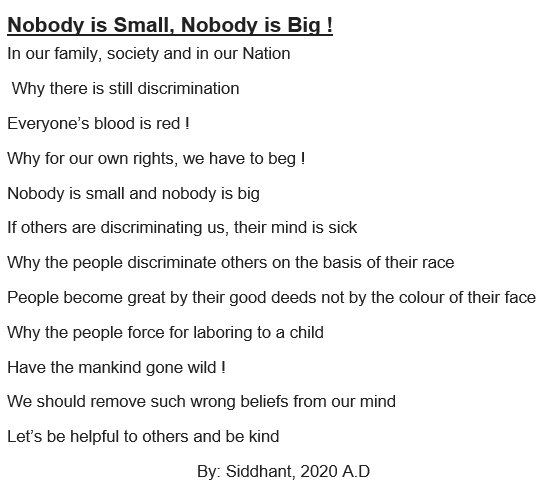 Nobody is Small, Nobody is Big !
In our family, society and in our Nation
Why there is still discrimination
Everyone’s blood is red !
Why for our own rights, we have to beg !
Nobody is small and nobody is big
If others are discriminating us, their mind is sick
Why the people discriminate others on the basis of their race
People become great by their good deeds not by the colour of their face
Why the people force for laboring to a child
Have the mankind gone wild !
We should remove such wrong beliefs from our mind
Let’s be helpful to others and be kind
By: Siddhant, 2020 A.D